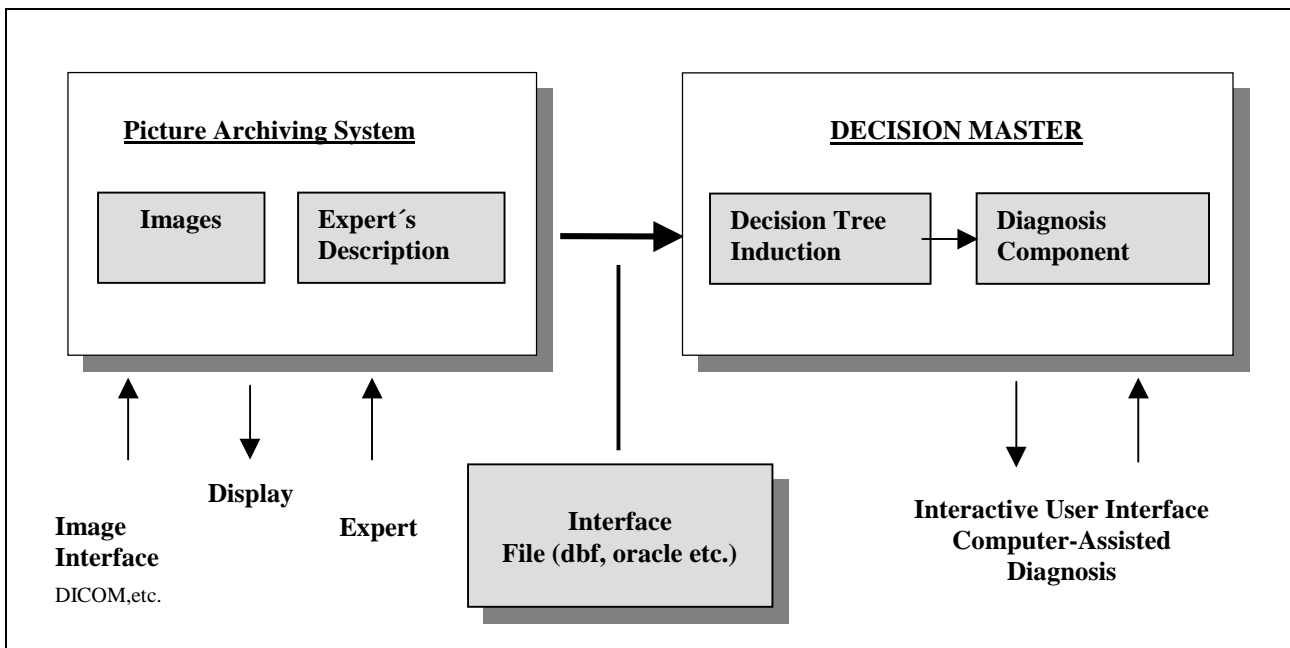 Picture Archiving System
Images
Expert´s
Description
DECISION MASTER
Decision Tree
Induction
Diagnosis
Component
Image
Interface
DICOM,etc.
Display
Expert
Interface
File (dbf, oracle etc.)
Interactive User Interface
Computer-Assisted
Diagnosis